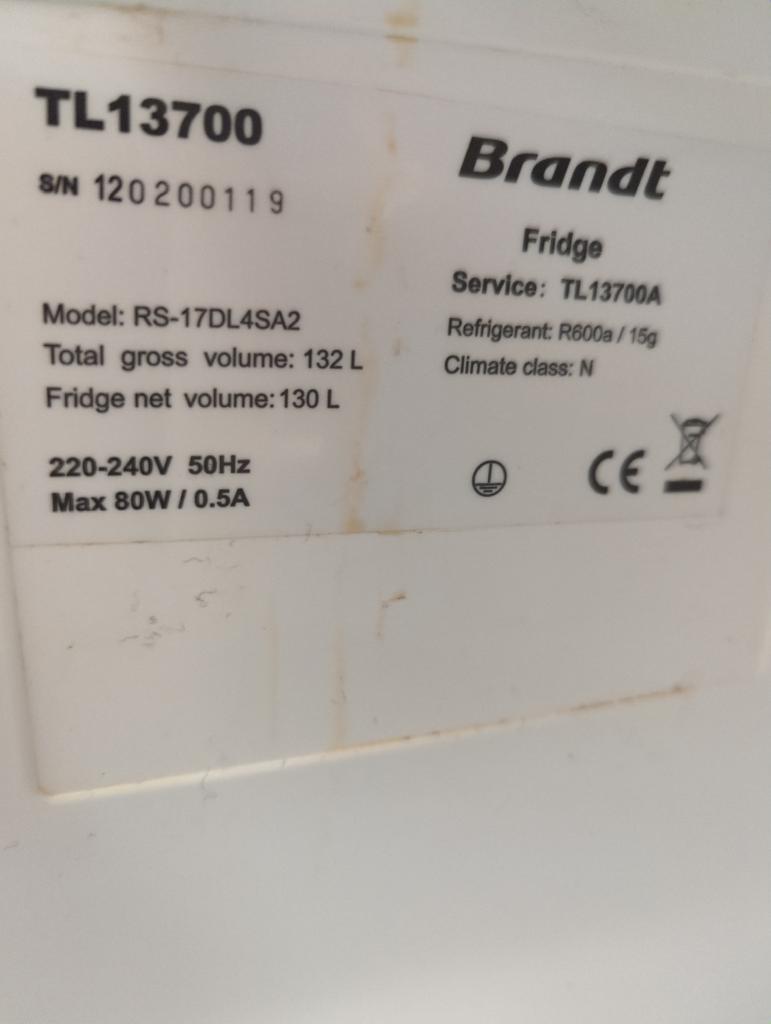 TL13700
S/N 120200119
Model: RS-17DL4SA2
Total gross volume: 132 L
Fridge net volume: 130 L
220-240V 50Hz
Max 80W / 0.5A
Brandt
Fridge
Service: TL13700A
Refrigerant: R600a / 15g
Climate class: N
CE